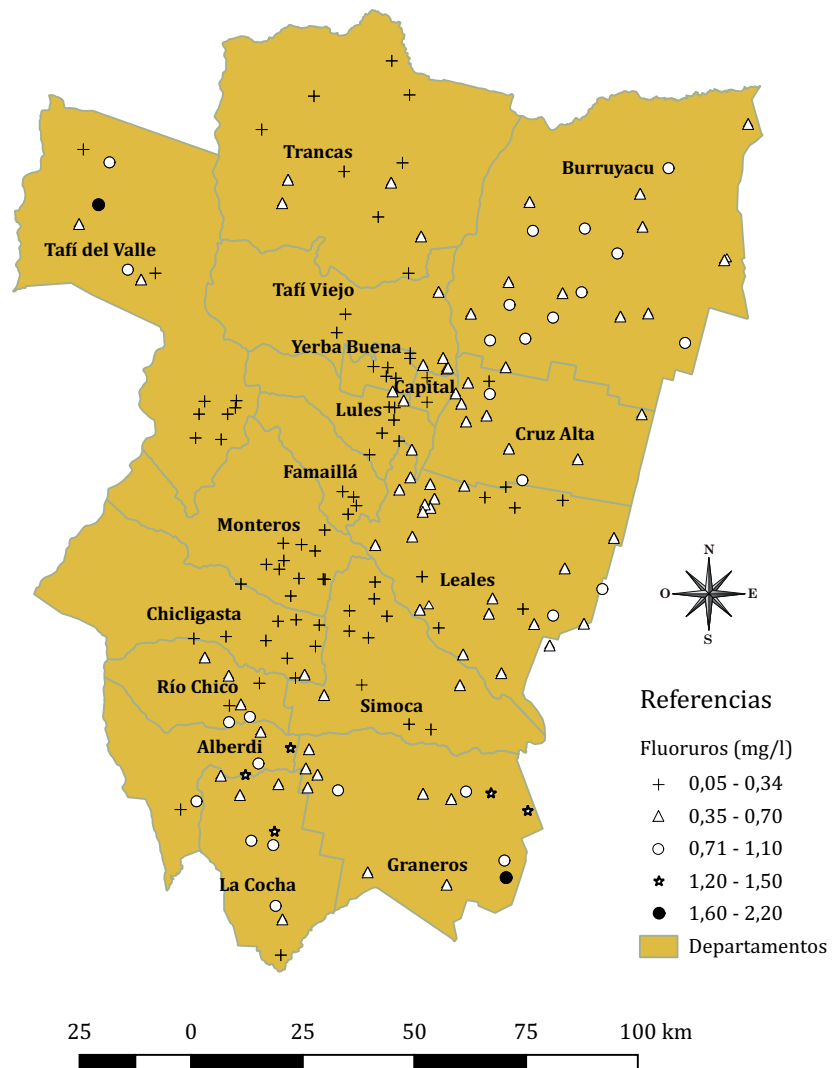 Trancas
Burruyacu
Tafí del Valle
Tafí Viejo
Yerba Buena
Capital
Lules
Cruz Alta
Famaillá
Monteros
Leales
Chicligasta
Río Chico
Simoca
Alberdi
Graneros
La Cocha
N
O
E
S
Referencias
Fluoruros (mg/l)
0,05 - 0,34
0,35 - 0,70
0,71 - 1,10
1,20 - 1,50
1,60 - 2,20
Departamentos
25 0 25 50 75 100 km